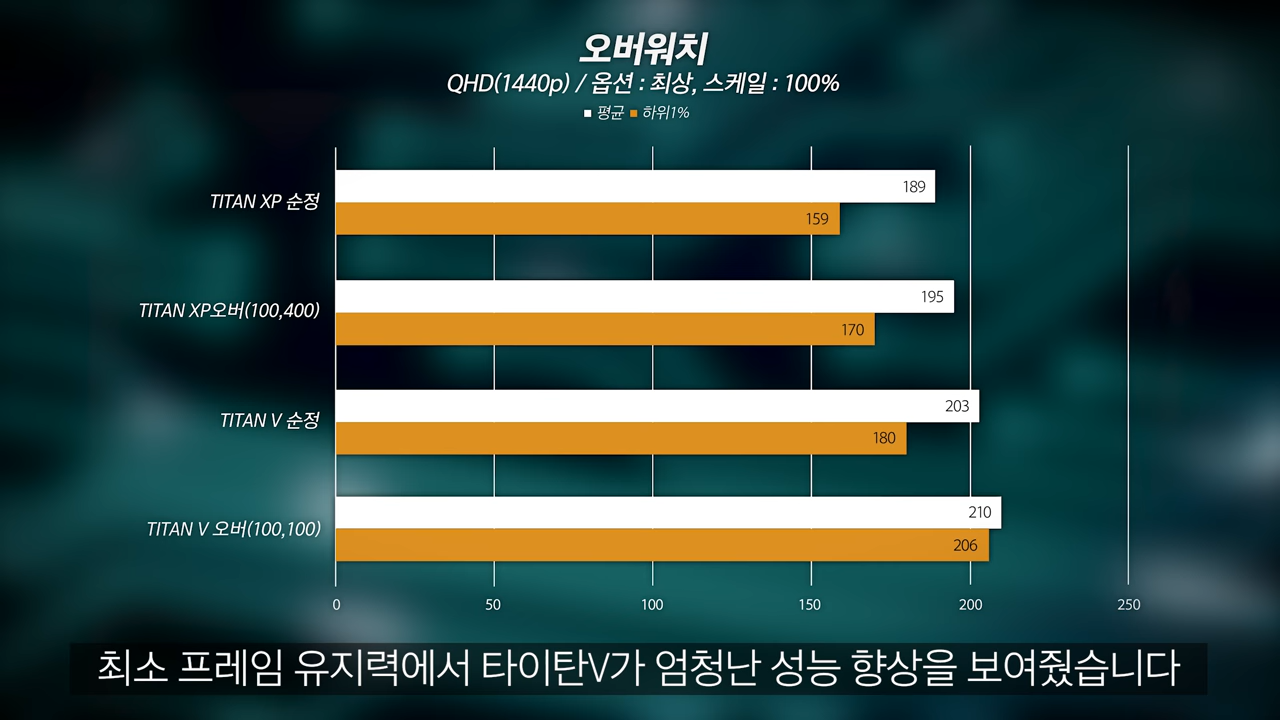 오버워치
QHD(1440p) / 옵션 : 최상, 스케일 : 100%
평균 하위1%
TITAN XP 순정
189
159
TITAN XP오버(100,400)
195
170
TITAN V 순정
203
180
TITAN V 오버(100,100)
210
206
0 50 100 150 200 250
최소 프레임 유지력에서 타이탄V가 엄청난 성능 향상을 보여줬습니다